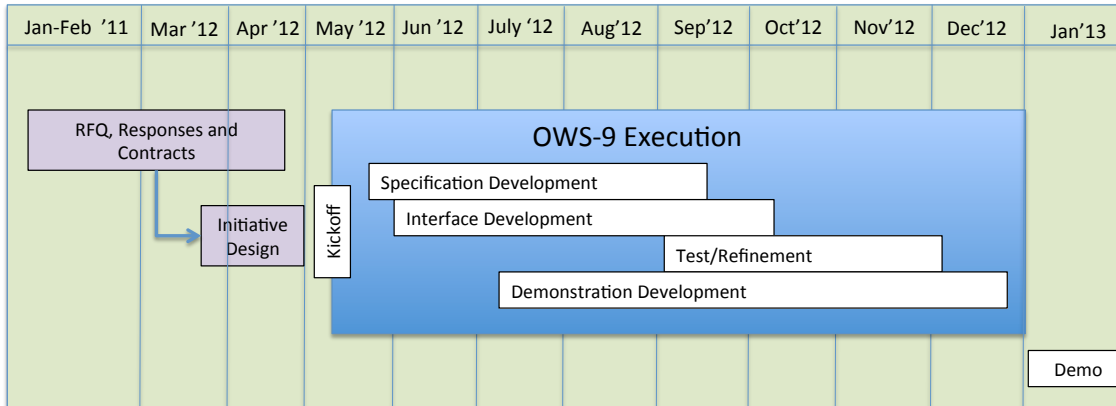 Jan-Feb ’11
Mar ’12
Apr ’12
May ’12
Jun ’12
July ‘12
Aug’12
Sep’12
Oct’12
Nov’12
Dec’12
Jan’13
RFQ, Responses and
Contracts
OWS-9 Execution
Specification Development
Kickoff
Interface Development
Initiative
Design
Test/Refinement
Demonstration Development
Demo